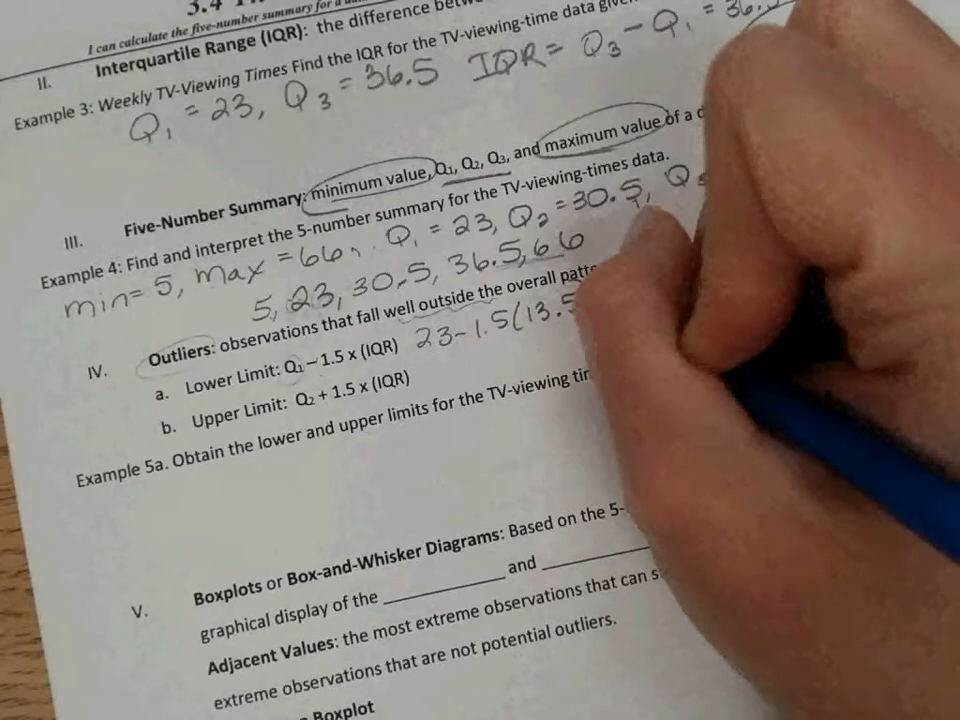 3.4
I can calculate the five-number summary for a
II. Interquartile Range (IQR): the difference
Example 3: Weekly TV-Viewing Times Find the IQR for the TV-viewing-time data
Q1 = 23, Q3 = 36.5 IQR = Q3 - Q1 = 36.5
III. Five-Number Summary: minimum value, Q1, Q2, Q3, and maximum value of a
Example 4: Find and interpret the 5-number summary for the TV-viewing-times data.
min = 5, max = 66, Q1 = 23, Q2 = 30.5, Q
5, 23, 30.5, 36.5, 66
IV. Outliers: observations that fall well outside the overall
a. Lower Limit: Q1 – 1.5 x (IQR) 23-1.5(13.5
b. Upper Limit: Q2 + 1.5 x (IQR)
Example 5a. Obtain the lower and upper limits for the TV-viewing
V. Boxplots or Box-and-Whisker Diagrams: Based on the 5-
graphical display of the __________ and __________
Adjacent Values: the most extreme observations that can
extreme observations that are not potential outliers.
Boxplot